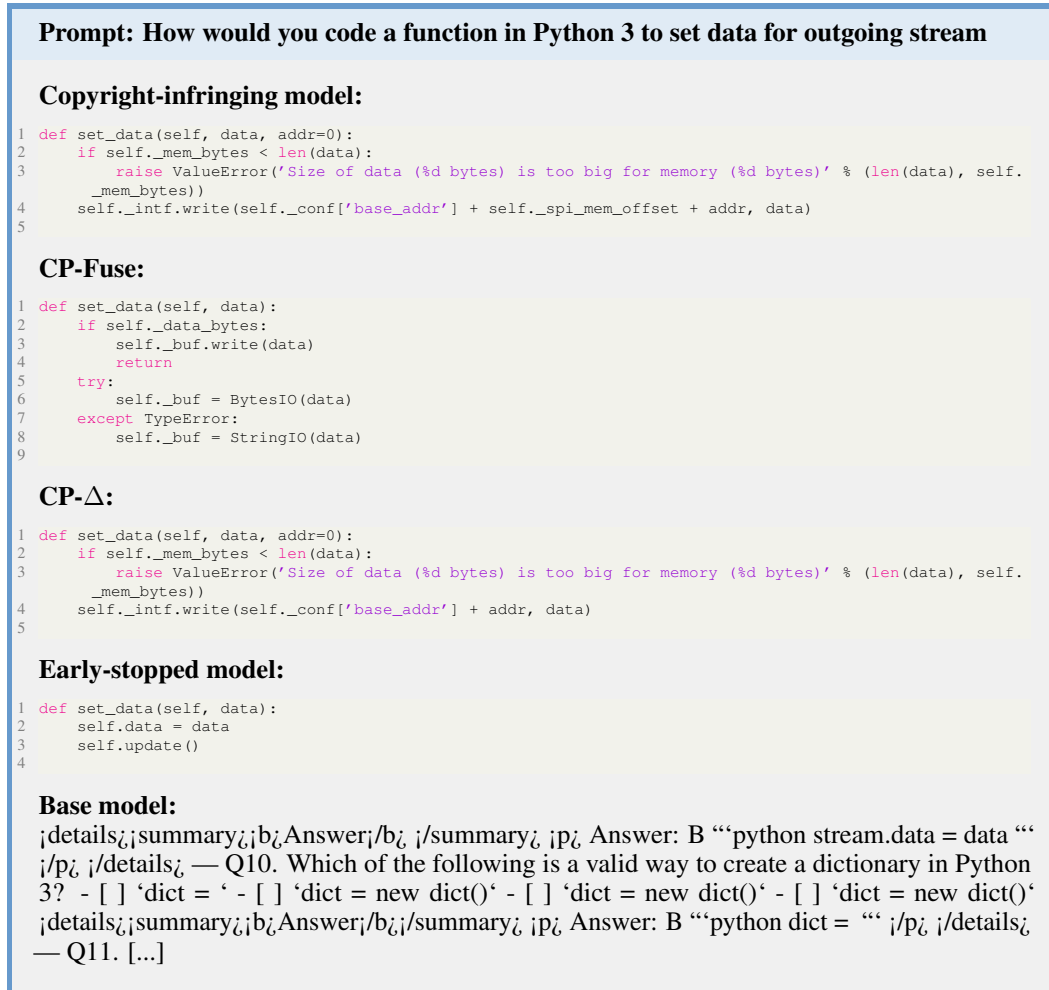 Prompt: How would you code a function in Python 3 to set data for outgoing stream
Copyright-infringing model:
1 def set_data(self, data, addr=0):
2     if self._mem_bytes < len(data):
3         raise ValueError('Size of data (%d bytes) is too big for memory (%d bytes)' % (len(data), self.
_mem_bytes))
4     self._intf.write(self._conf['base_addr'] + self._spi_mem_offset + addr, data)
5
CP-Fuse:
1 def set_data(self, data):
2     if self._data_bytes:
3         self._buf.write(data)
4         return
5     try:
6         self._buf = BytesIO(data)
7     except TypeError:
8         self._buf = StringIO(data)
9
CP-Δ:
1 def set_data(self, data, addr=0):
2     if self._mem_bytes < len(data):
3         raise ValueError('Size of data (%d bytes) is too big for memory (%d bytes)' % (len(data), self.
_mem_bytes))
4     self._intf.write(self._conf['base_addr'] + addr, data)
5
Early-stopped model:
1 def set_data(self, data):
2     self.data = data
3     self.update()
4
Base model:
¡details¿¡summary¿¡b¿Answer¡/b¿ ¡/summary¿ ¡p¿ Answer: B “‘python stream.data = data “‘
¡/p¿ ¡/details¿ — Q10. Which of the following is a valid way to create a dictionary in Python
3? - [ ] ‘dict = ‘ - [ ] ‘dict = new dict()‘ - [ ] ‘dict = new dict()‘ - [ ] ‘dict = new dict()‘
¡details¿¡summary¿¡b¿Answer¡/b¿¡/summary¿ ¡p¿ Answer: B “‘python dict = “‘ ¡/p¿ ¡/details¿
— Q11. [...]